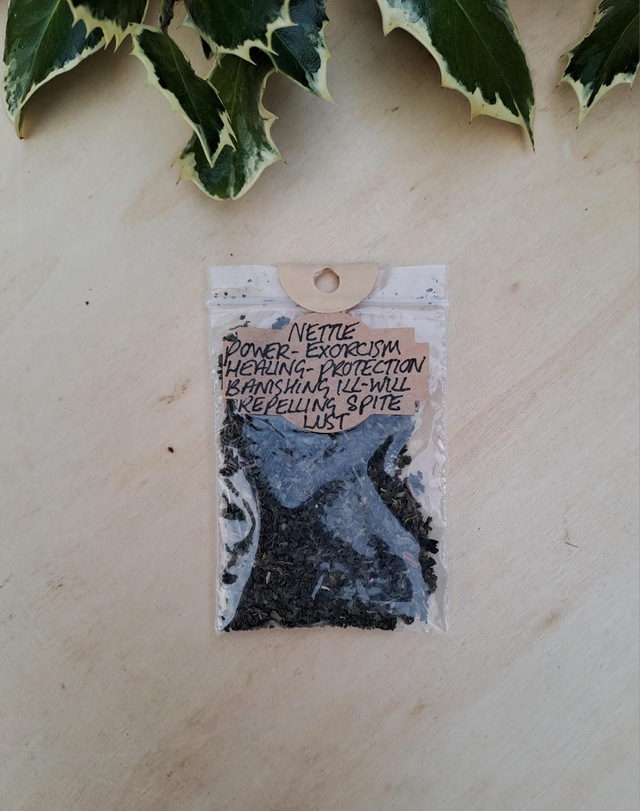 NETTLE
POWER- EXORCISM
HEALING- PROTECTION
BANISHING ILL-WILL
REPELLING SPITE
LUST